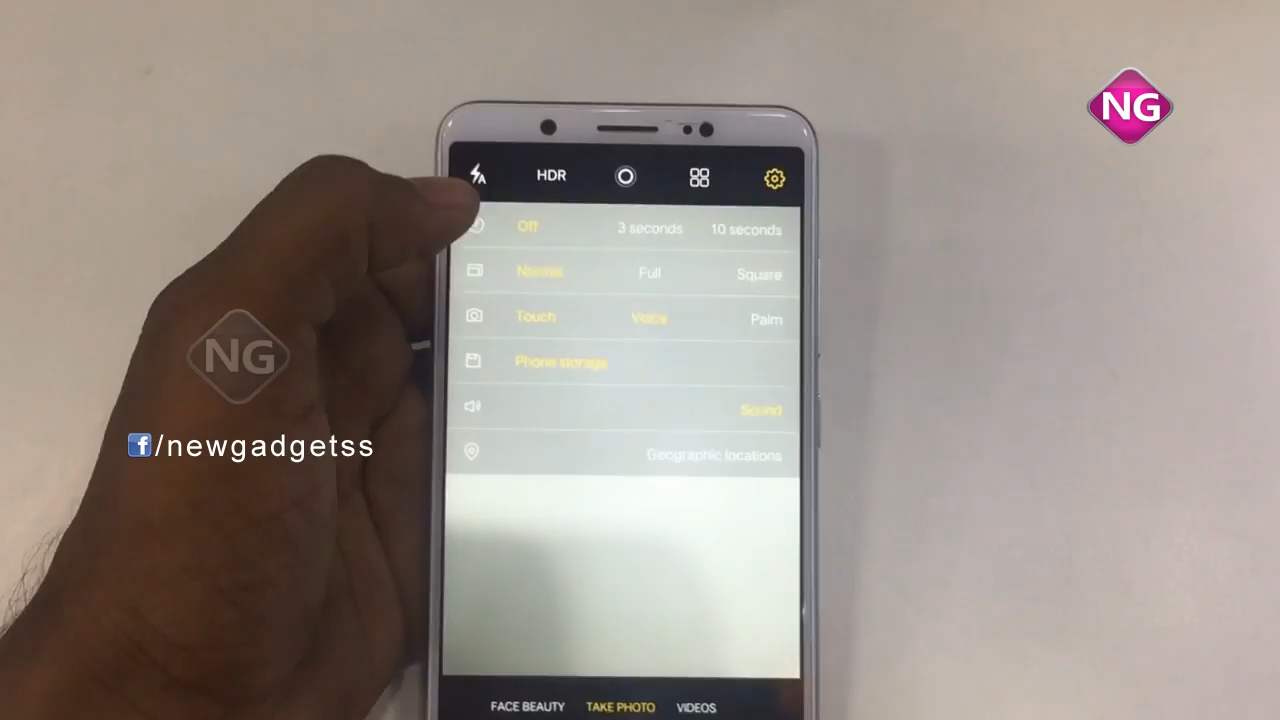 NG
HDR
Off 3 seconds 10 seconds
Normal Full Square
Touch Voice Palm
Phone storage
Sound
Geographic locations
NG
f/newgadgetss
FACE BEAUTY TAKE PHOTO VIDEOS